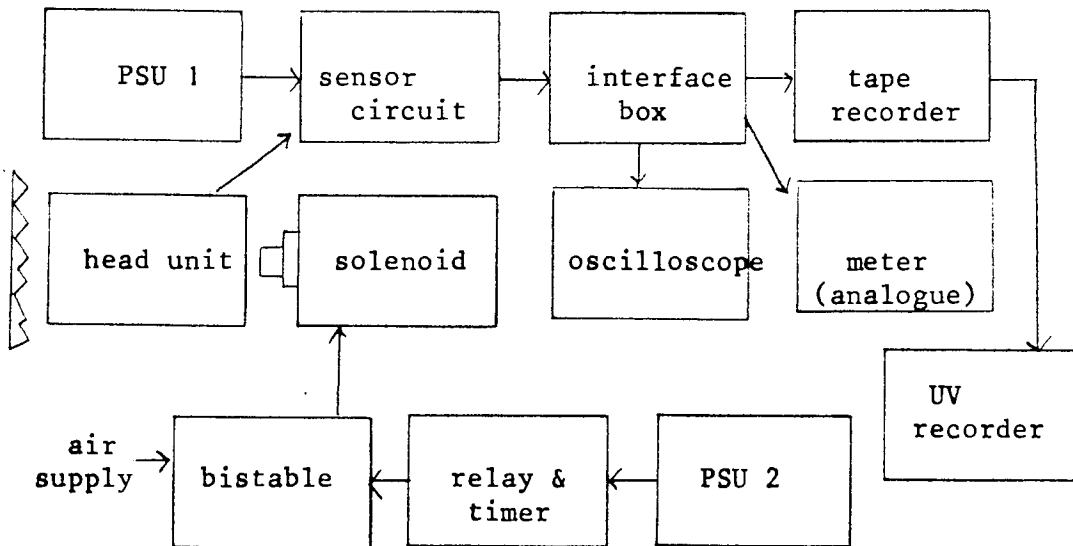 PSU 1
sensor
circuit
interface
box
tape
recorder
head unit
solenoid
oscilloscope
meter
(analogue)
UV
recorder
air
supply
bistable
relay &
timer
PSU 2